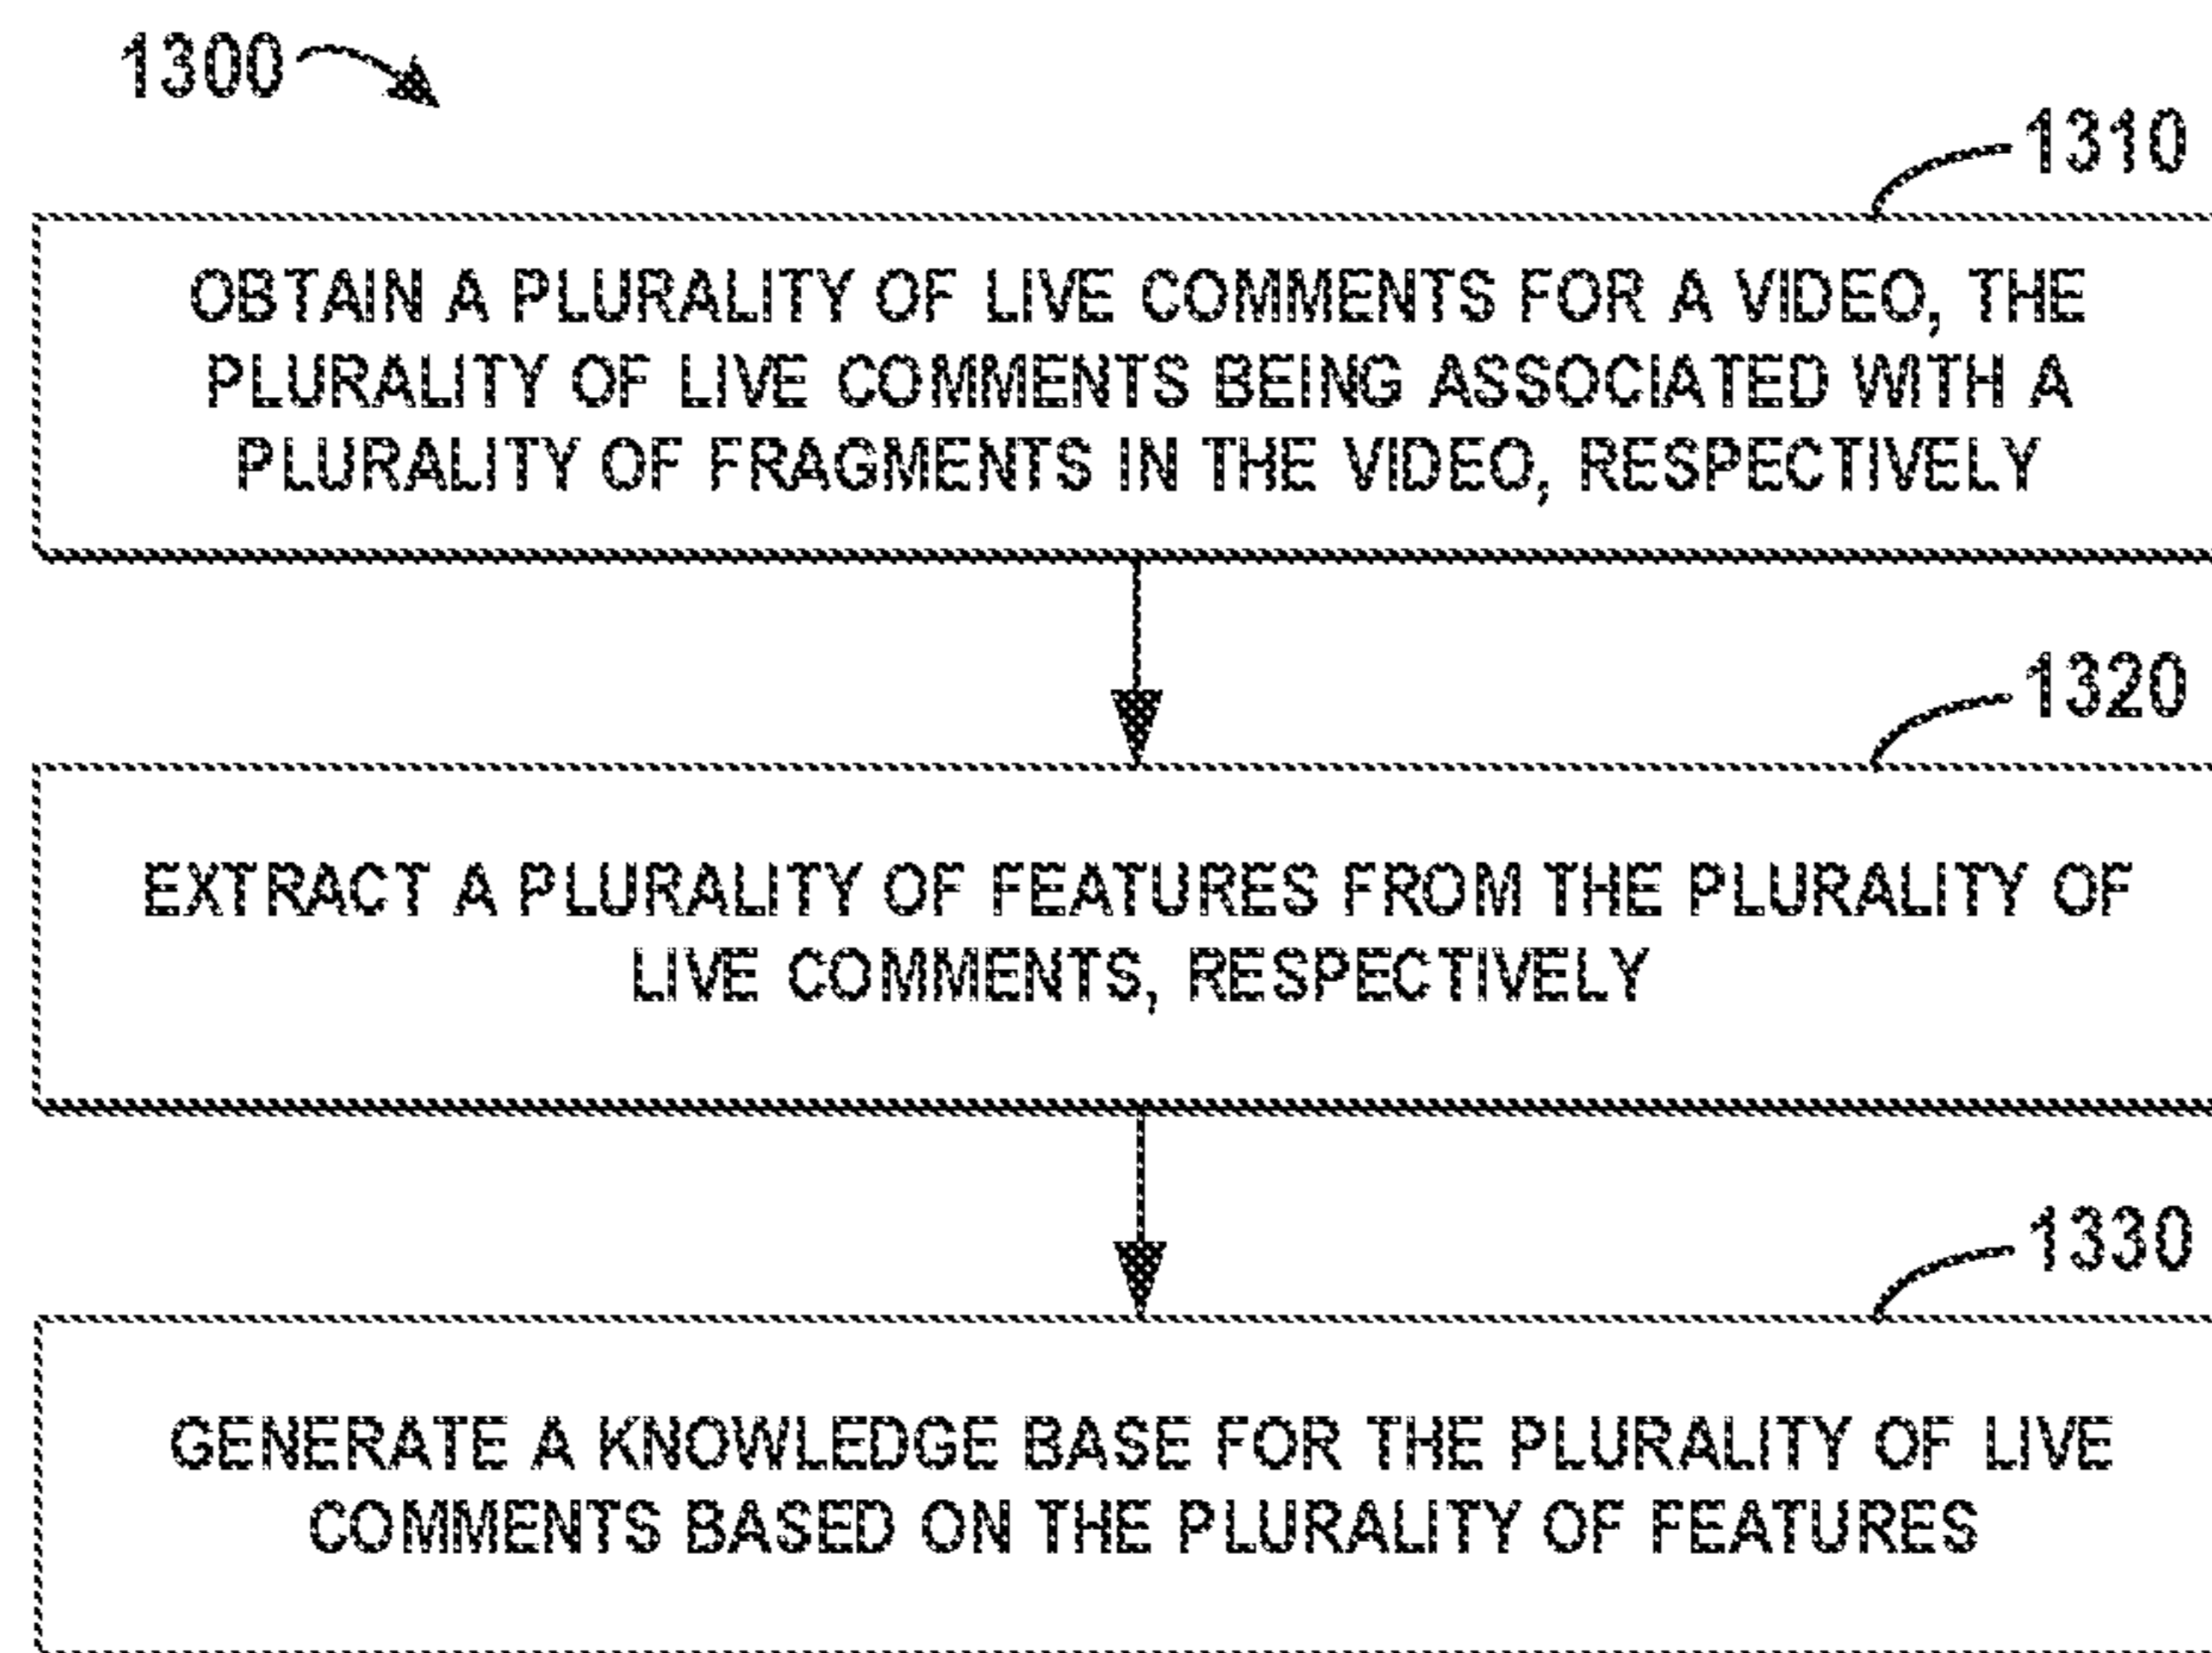 1300
1310
OBTAIN A PLURALITY OF LIVE COMMENTS FOR A VIDEO, THE
PLURALITY OF LIVE COMMENTS BEING ASSOCIATED WITH A
PLURALITY OF FRAGMENTS IN THE VIDEO, RESPECTIVELY
1320
EXTRACT A PLURALITY OF FEATURES FROM THE PLURALITY OF
LIVE COMMENTS, RESPECTIVELY
1330
GENERATE A KNOWLEDGE BASE FOR THE PLURALITY OF LIVE
COMMENTS BASED ON THE PLURALITY OF FEATURES